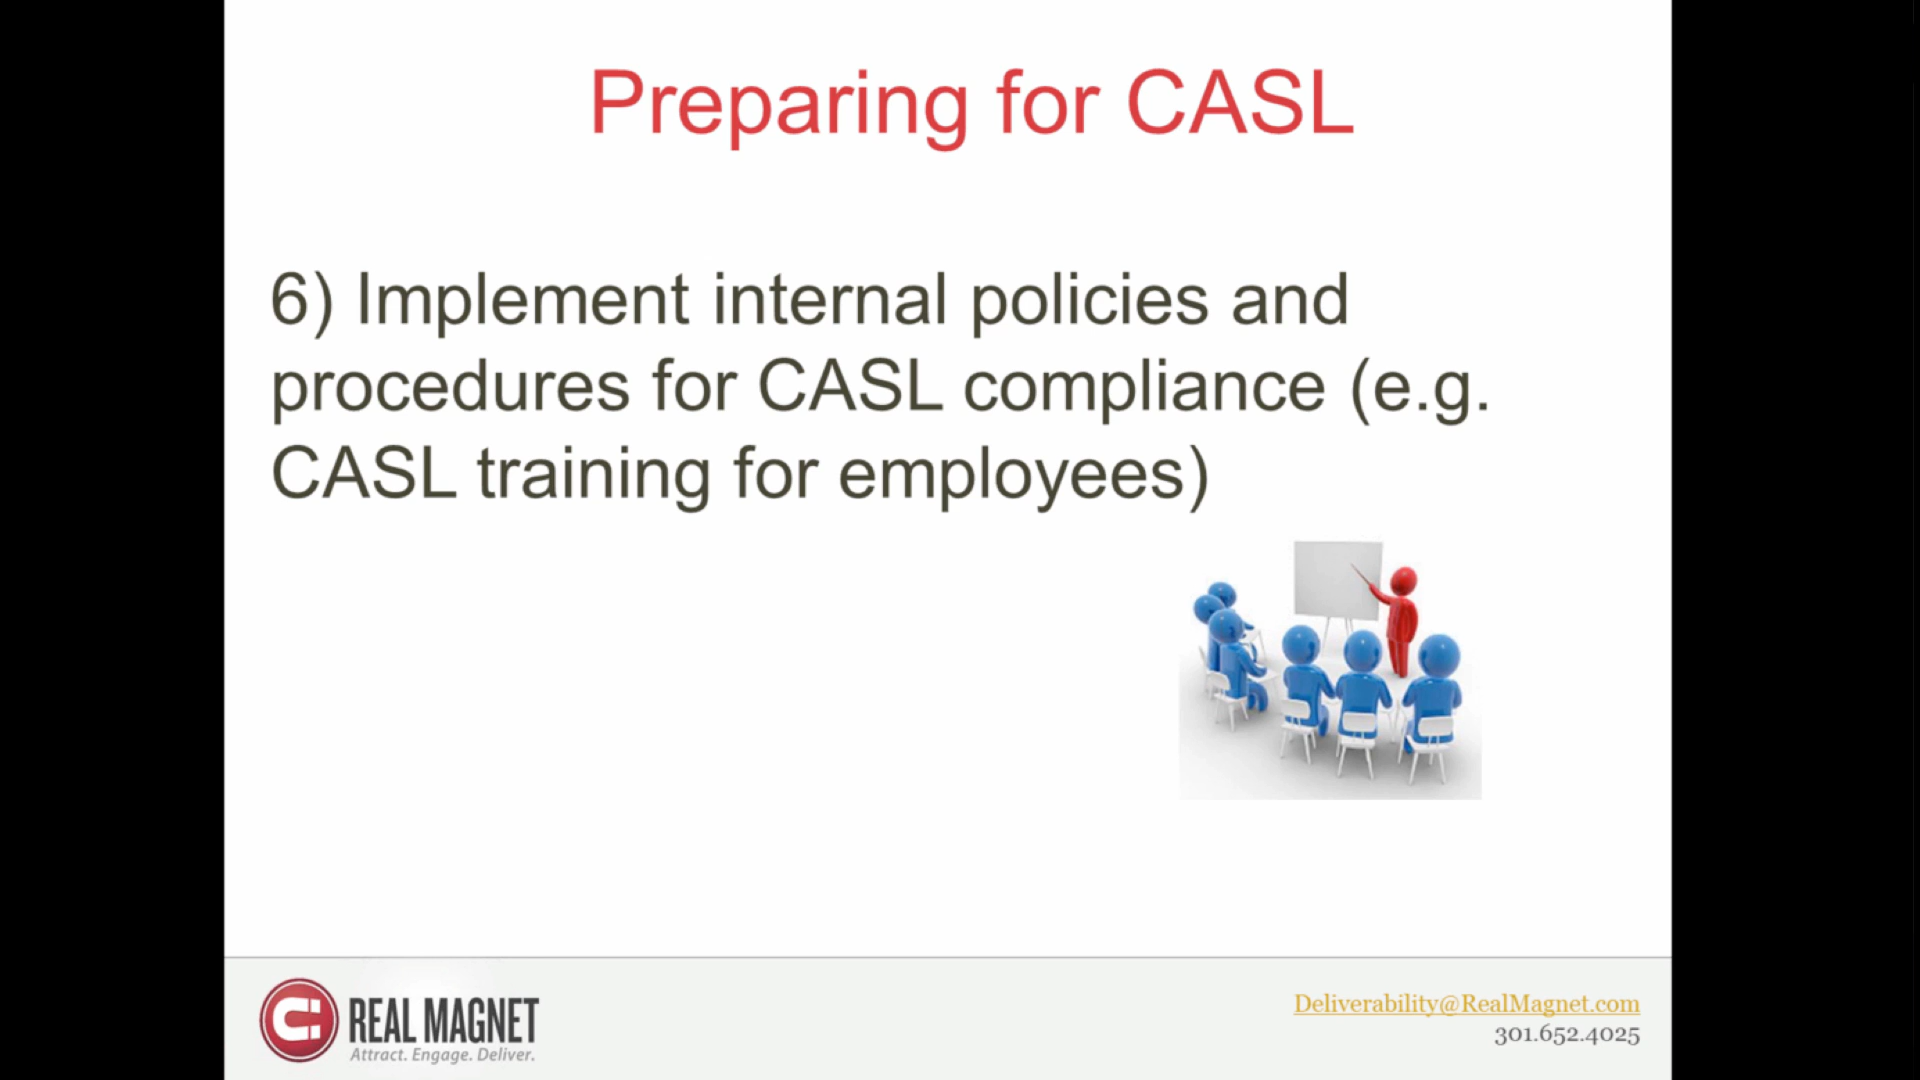 Preparing for CASL
6) Implement internal policies and
procedures for CASL compliance (e.g.
CASL training for employees)
REAL MAGNET
Attract. Engage. Deliver.
Deliverability@RealMagnet.com
301.652.4025